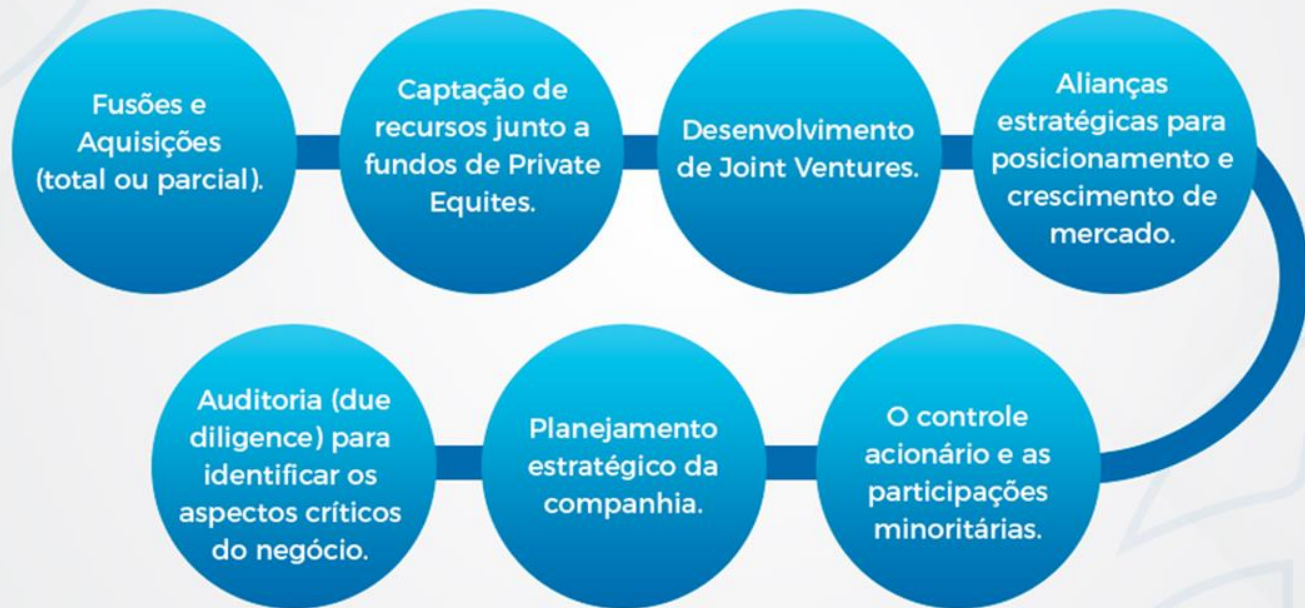 Fusões e
Aquisições
(total ou parcial).
Captação de
recursos junto a
fundos de Private
Equites.
Desenvolvimento
de Joint Ventures.
Alianças
estratégicas para
posicionamento e
crescimento de
mercado.
Auditoria (due
diligence) para
identificar os
aspectos críticos
do negócio.
Planejamento
estratégico da
companhia.
O controle
acionário e as
participações
minoritárias.